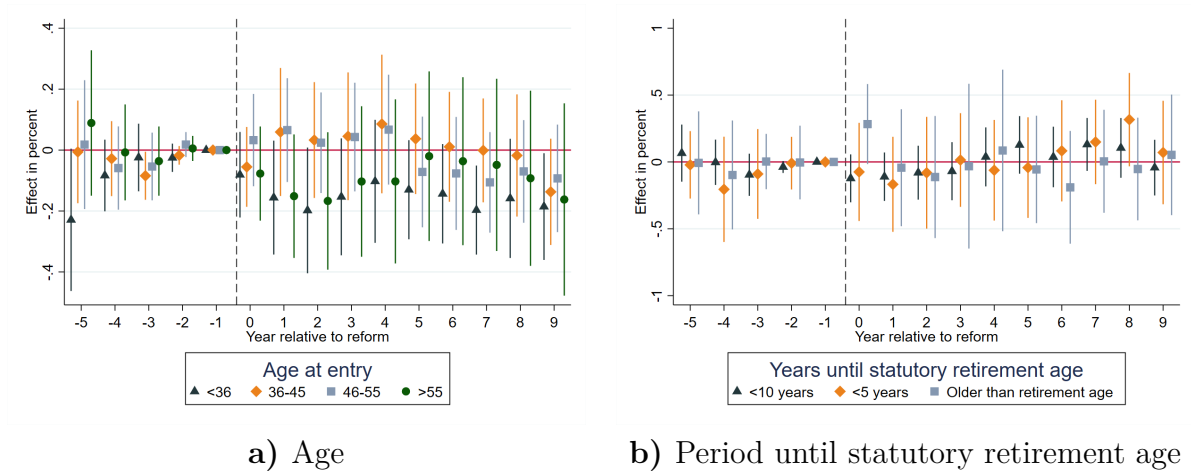 Effect in percent
.4
.2
0
-.2
-.4
-5 -4 -3 -2 -1 0 1 2 3 4 5 6 7 8 9
Year relative to reform
Age at entry
<36 36-45 46-55 >55
a) Age
Effect in percent
1
.5
0
-.5
-1
-5 -4 -3 -2 -1 0 1 2 3 4 5 6 7 8 9
Year relative to reform
Years until statutory retirement age
<10 years <5 years Older than retirement age
b) Period until statutory retirement age